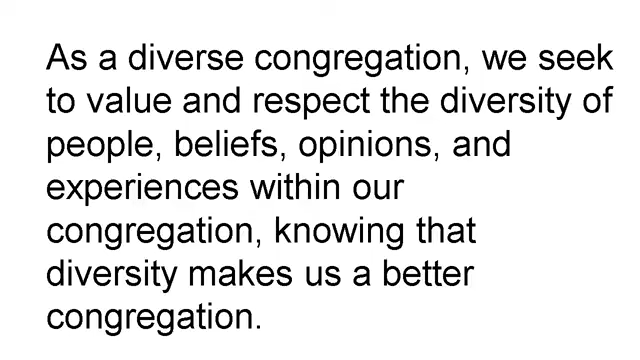 As a diverse congregation, we seek
to value and respect the diversity of
people, beliefs, opinions, and
experiences within our
congregation, knowing that
diversity makes us a better
congregation.